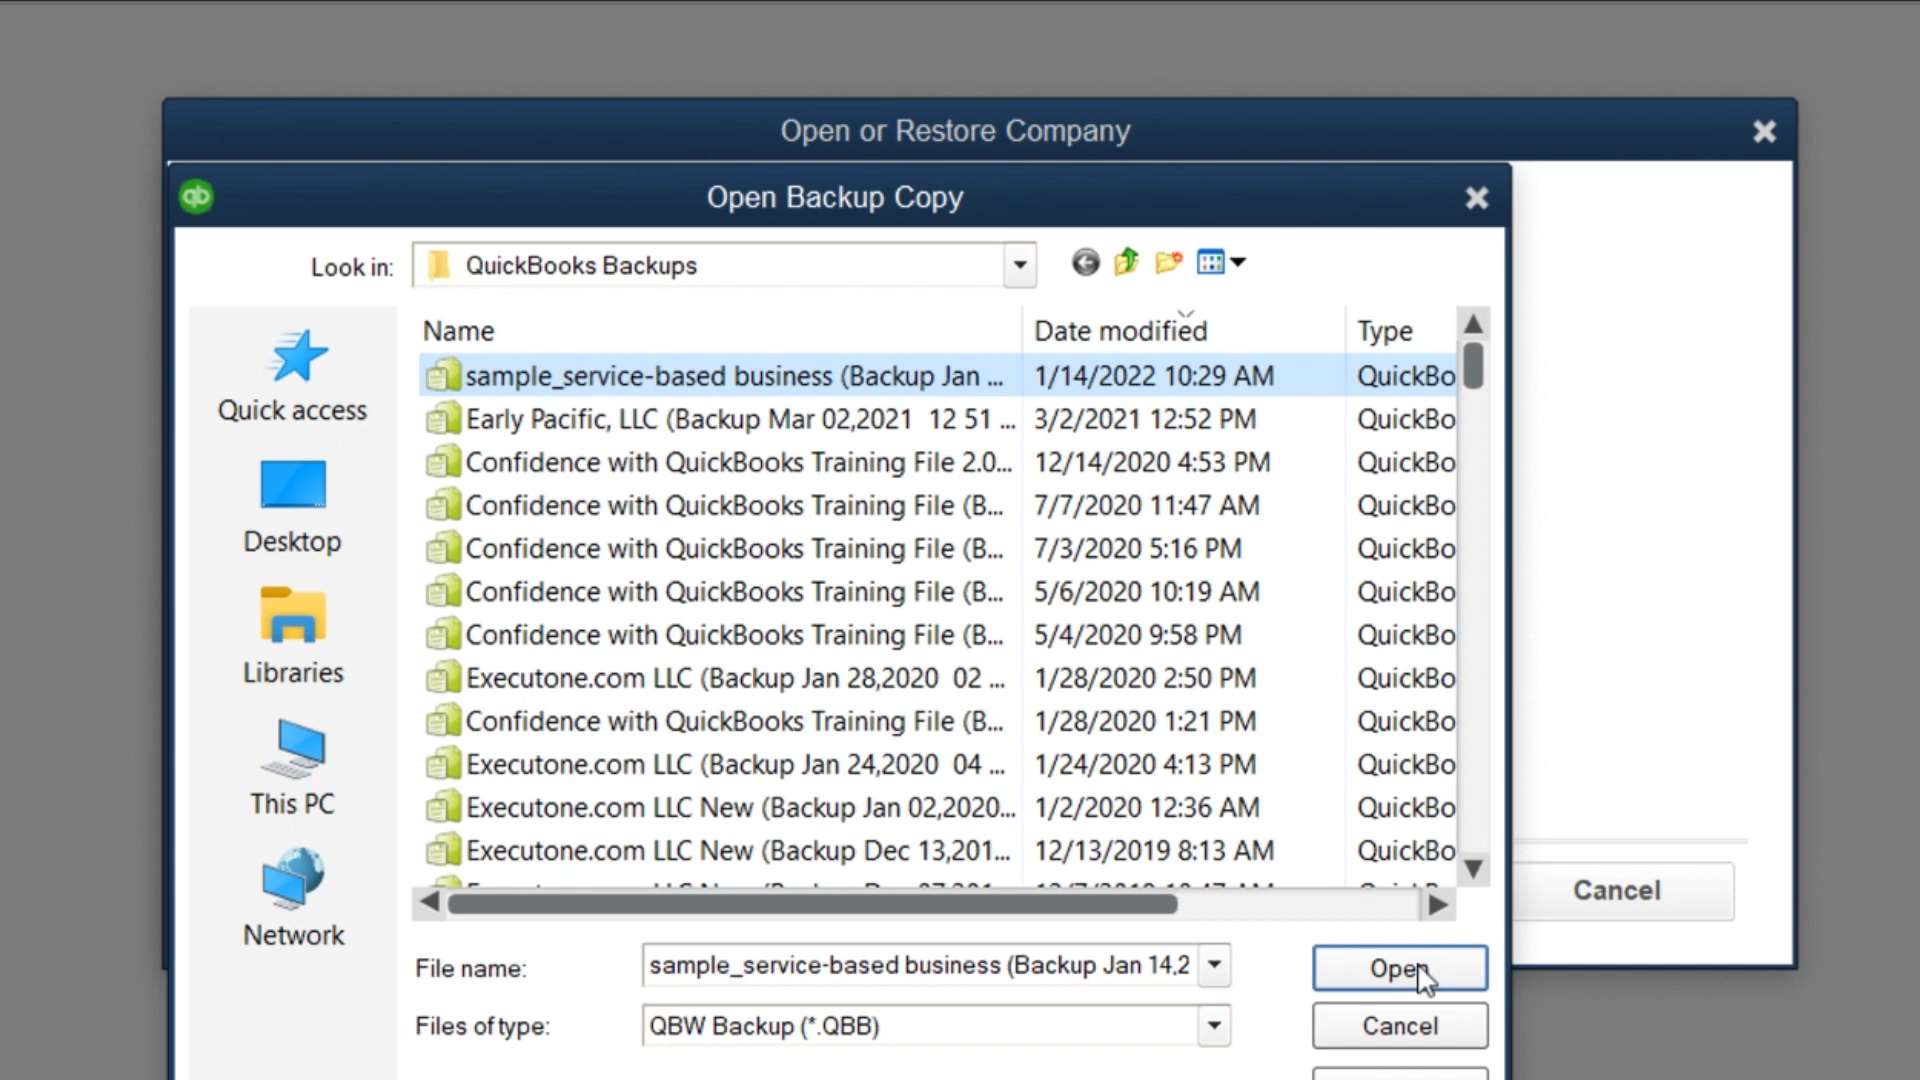 Open or Restore Company
qb
Open Backup Copy
Look in:
QuickBooks Backups
Name
Date modified
Type
sample_service-based business (Backup Jan ...
1/14/2022 10:29 AM
QuickBo
Early Pacific, LLC (Backup Mar 02,2021 12 51 ...
3/2/2021 12:52 PM
QuickBo
Confidence with QuickBooks Training File 2.0...
12/14/2020 4:53 PM
QuickBo
Confidence with QuickBooks Training File (B...
7/7/2020 11:47 AM
QuickBo
Confidence with QuickBooks Training File (B...
7/3/2020 5:16 PM
QuickBo
Confidence with QuickBooks Training File (B...
5/6/2020 10:19 AM
QuickBo
Confidence with QuickBooks Training File (B...
5/4/2020 9:58 PM
QuickBo
Executone.com LLC (Backup Jan 28,2020 02 ...
1/28/2020 2:50 PM
QuickBo
Confidence with QuickBooks Training File (B...
1/28/2020 1:21 PM
QuickBo
Executone.com LLC (Backup Jan 24,2020 04 ...
1/24/2020 4:13 PM
QuickBo
Executone.com LLC New (Backup Jan 02,2020...
1/2/2020 12:36 AM
QuickBo
Executone.com LLC New (Backup Dec 13,201...
12/13/2019 8:13 AM
QuickBo
Quick access
Desktop
Libraries
This PC
Network
File name:
sample_service-based business (Backup Jan 14,2
Open
Files of type:
QBW Backup (*.QBB)
Cancel
Cancel